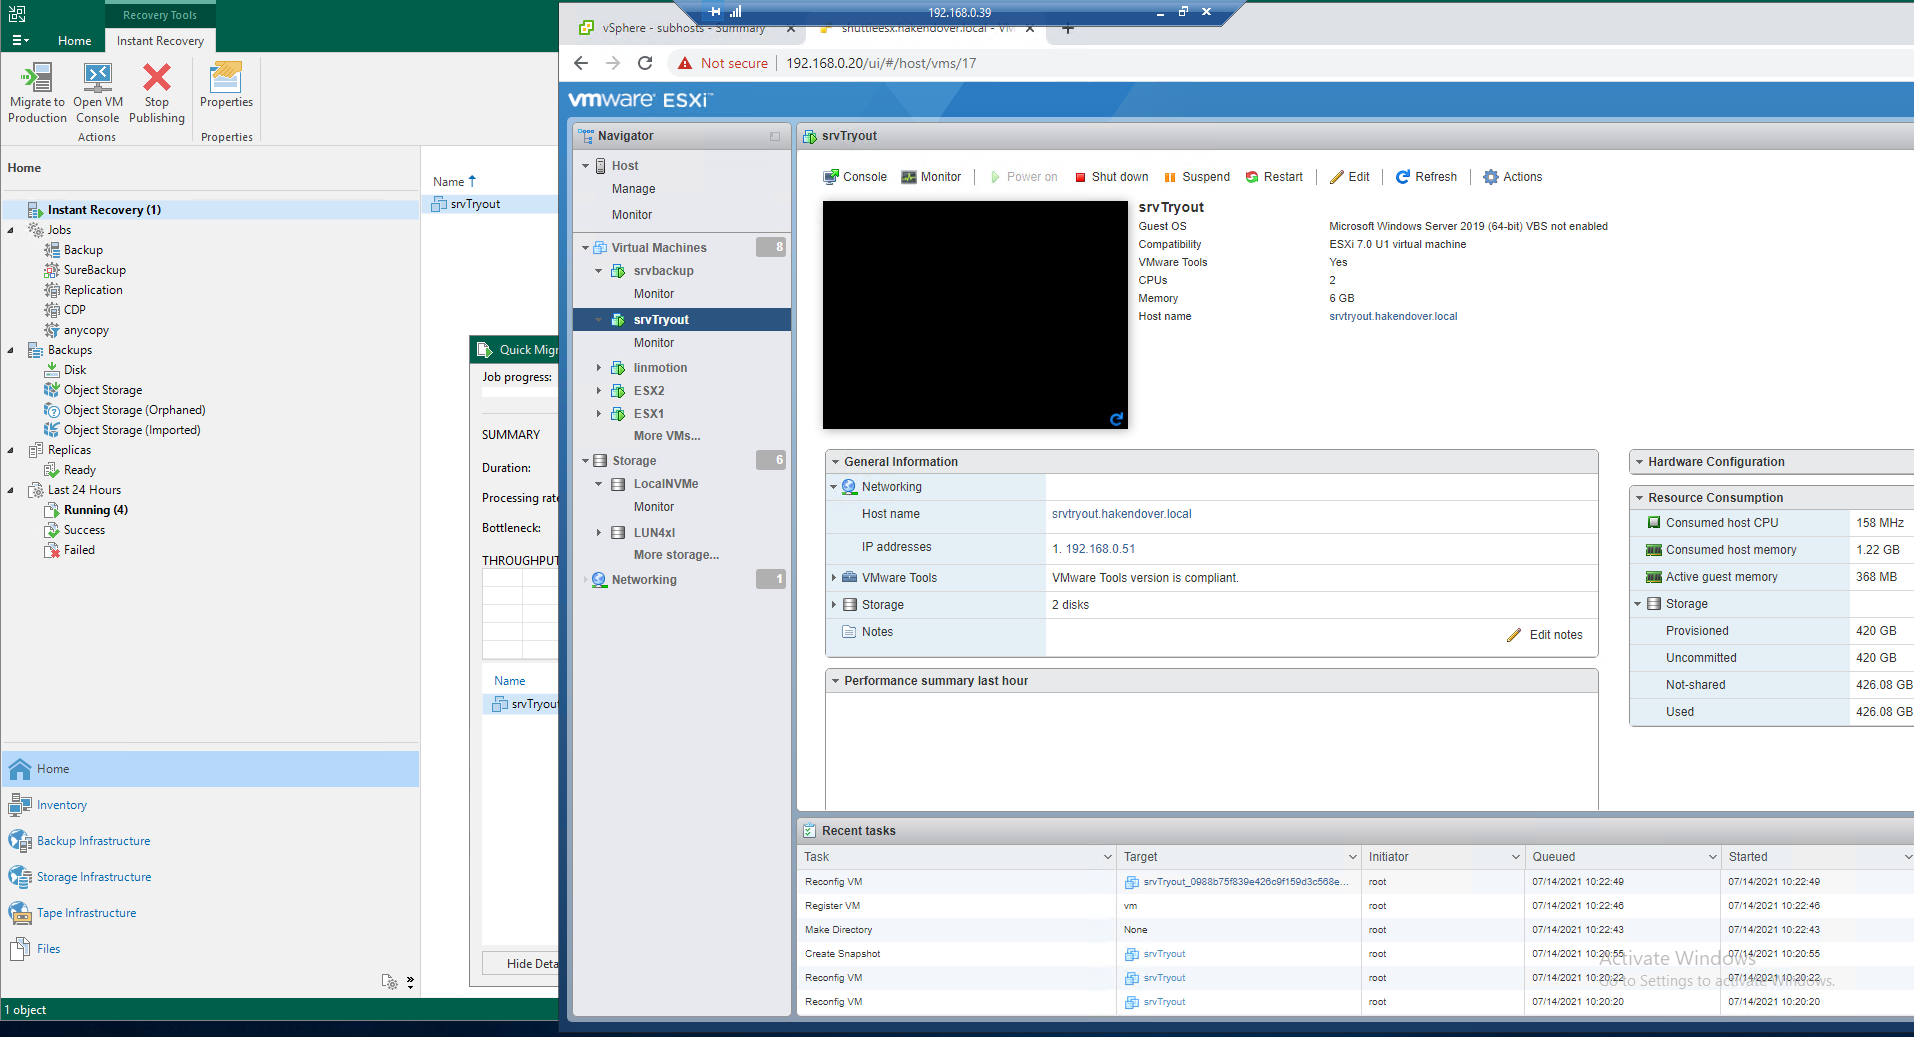 Recovery Tools
Home
Instant Recovery
Migrate to Production
Open VM Console
Stop Publishing
Properties
Actions
Properties
Home
Instant Recovery (1)
Jobs
Backup
SureBackup
Replication
CDP
anycopy
Backups
Disk
Object Storage
Object Storage (Orphaned)
Object Storage (Imported)
Replicas
Ready
Last 24 Hours
Running (4)
Success
Failed
Home
Inventory
Backup Infrastructure
Storage Infrastructure
Tape Infrastructure
Files
1 object
Name
srvTryout
Quick Migr
Job progress:
SUMMARY
Duration:
Processing rate
Bottleneck:
THROUGHPUT
Name
srvTryout
Hide Deta
192.168.0.39
vSphere - subhosts - Summary
shuttleesx.hakendover.local - VM
Not secure
192.168.0.20/ui/#/host/vms/17
vmware ESXi™
Navigator
Host
Manage
Monitor
Virtual Machines 8
srvbackup
Monitor
srvTryout
Monitor
linmotion
ESX2
ESX1
More VMs...
Storage 6
LocalNVMe
Monitor
LUN4xl
More storage...
Networking 1
srvTryout
Console Monitor Power on Shut down Suspend Restart Edit Refresh Actions
srvTryout
Guest OS Microsoft Windows Server 2019 (64-bit) VBS not enabled
Compatibility ESXi 7.0 U1 virtual machine
VMware Tools Yes
CPUs 2
Memory 6 GB
Host name srvtryout.hakendover.local
General Information
Networking
Host name srvtryout.hakendover.local
IP addresses 1. 192.168.0.51
VMware Tools VMware Tools version is compliant.
Storage 2 disks
Notes Edit notes
Performance summary last hour
Hardware Configuration
Resource Consumption
Consumed host CPU 158 MHz
Consumed host memory 1.22 GB
Active guest memory 368 MB
Storage
Provisioned 420 GB
Uncommitted 420 GB
Not-shared 426.08 GB
Used 426.08 GB
Recent tasks
Task Target Initiator Queued Started
Reconfig VM srvTryout_0988b75f839e426c9f159d3c568e... root 07/14/2021 10:22:49 07/14/2021 10:22:49
Register VM vm root 07/14/2021 10:22:46 07/14/2021 10:22:46
Make Directory None root 07/14/2021 10:22:43 07/14/2021 10:22:43
Create Snapshot srvTryout root 07/14/2021 10:20:55 07/14/2021 10:20:55
Reconfig VM srvTryout root 07/14/2021 10:20:22 07/14/2021 10:20:22
Reconfig VM srvTryout root 07/14/2021 10:20:20 07/14/2021 10:20:20
Activate Windows
Go to Settings to activate Windows.